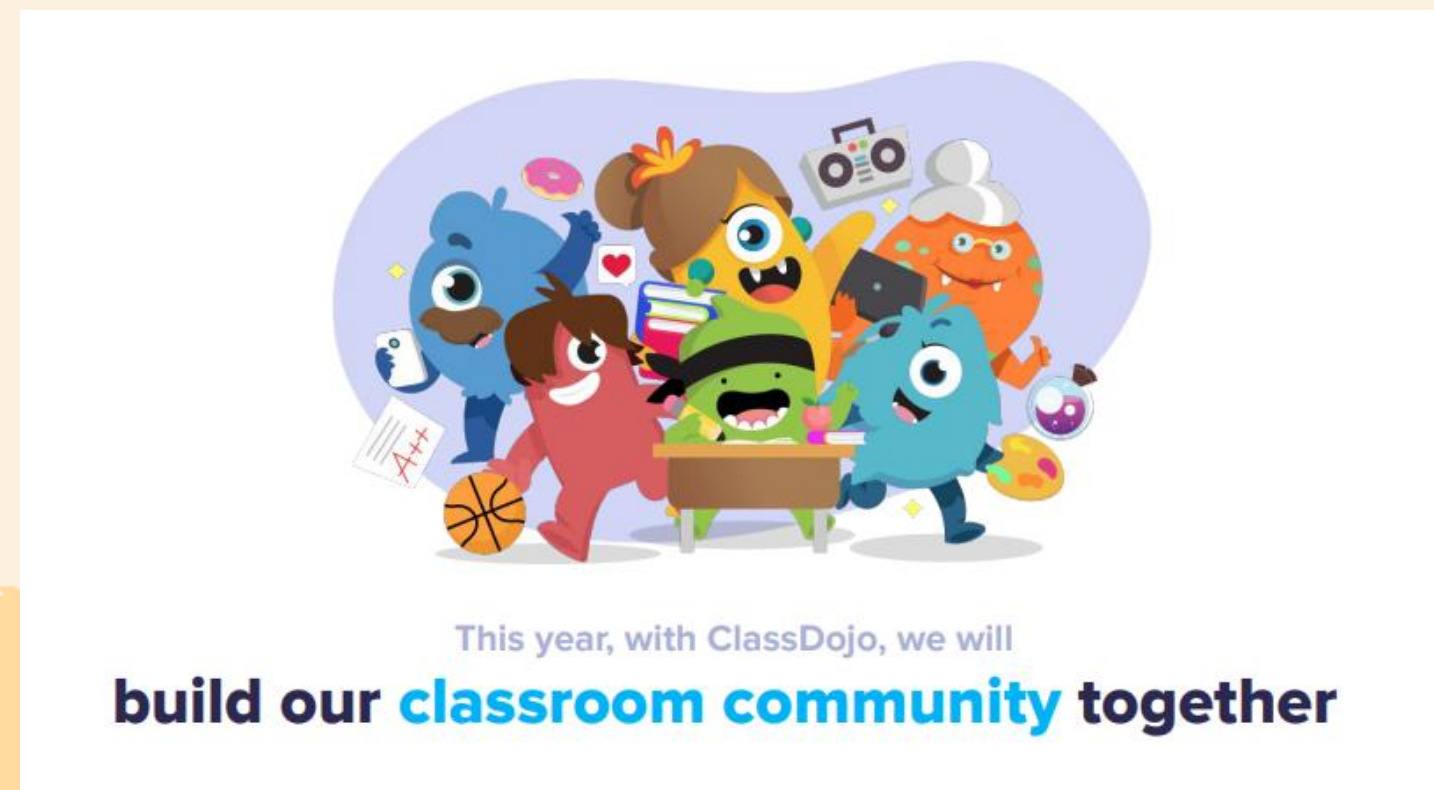 A++
This year, with ClassDojo, we will
build our classroom community together